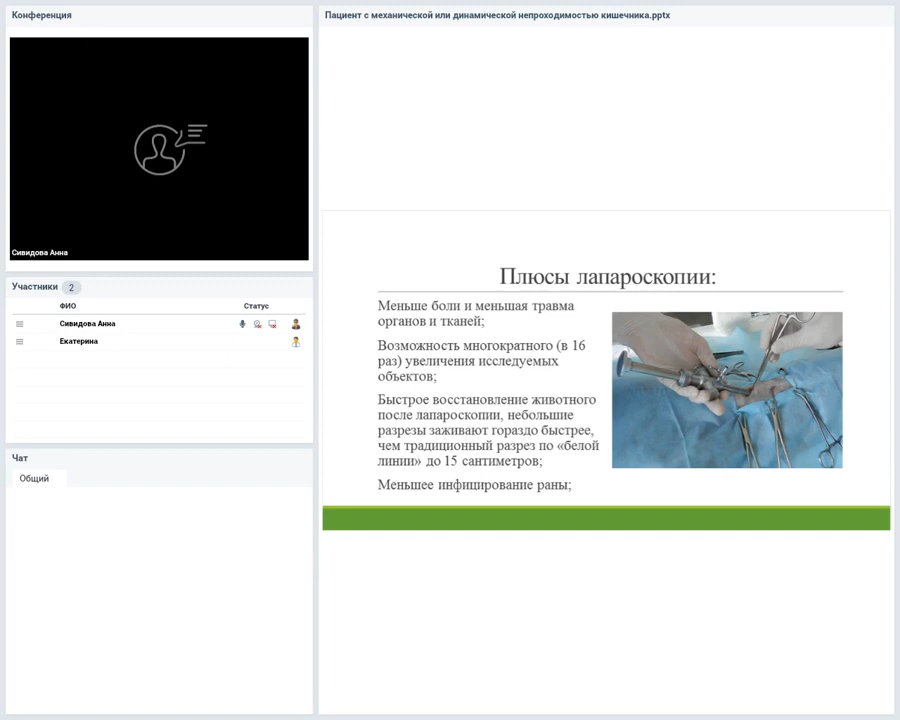 Конференция
Сивидова Анна
Участники 2
ФИО Статус
Сивидова Анна
Екатерина
Чат
Общий
Пациент с механической или динамической непроходимостью кишечника.pptx
Плюсы лапароскопии:
Меньше боли и меньшая травма
органов и тканей;
Возможность многократного (в 16
раз) увеличения исследуемых
объектов;
Быстрое восстановление животного
после лапароскопии, небольшие
разрезы заживают гораздо быстрее,
чем традиционный разрез по «белой
линии» до 15 сантиметров;
Меньшее инфицирование раны;